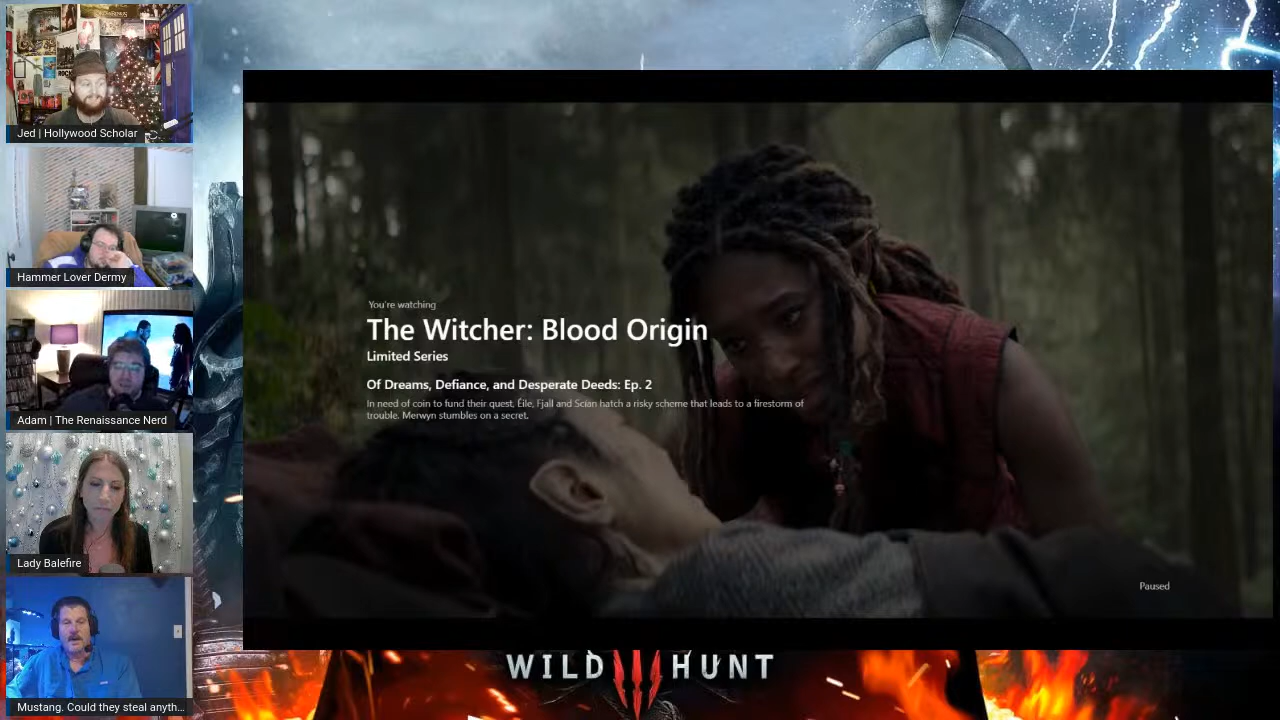 Jed | Hollywood Scholar
Hammer Lover Dermy
Adam | The Renaissance Nerd
Lady Balefire
Mustang. Could they steal anyth...
You're watching
The Witcher: Blood Origin
Limited Series
Of Dreams, Defiance, and Desperate Deeds: Ep. 2
In need of coin to fund their quest, Éile, Fjall and Scían hatch a risky scheme that leads to a firestorm of
trouble. Merwyn stumbles on a secret.
Paused
WILD HUNT